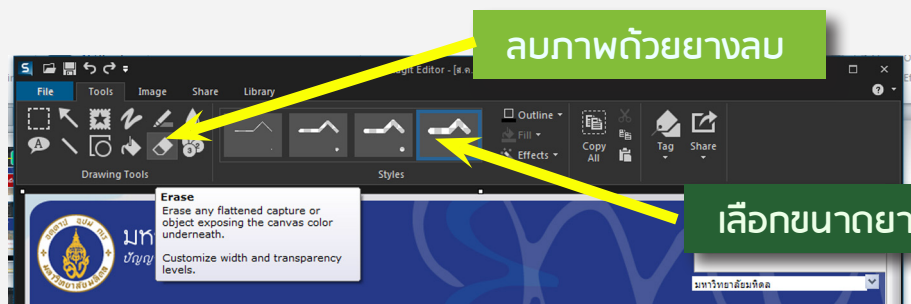 ลบภาพด้วยยางลบ
Editor - [ส.ค.
File Tools Image Share Library
Outline
Fill
Effects
Copy All
Tag
Share
Drawing Tools
Styles
Erase
Erase any flattened capture or
object exposing the canvas color
underneath.
Customize width and transparency
levels.
เลือกขนาดยา
มห
ปัญญ
มหาวิทยาลัยมหิดล